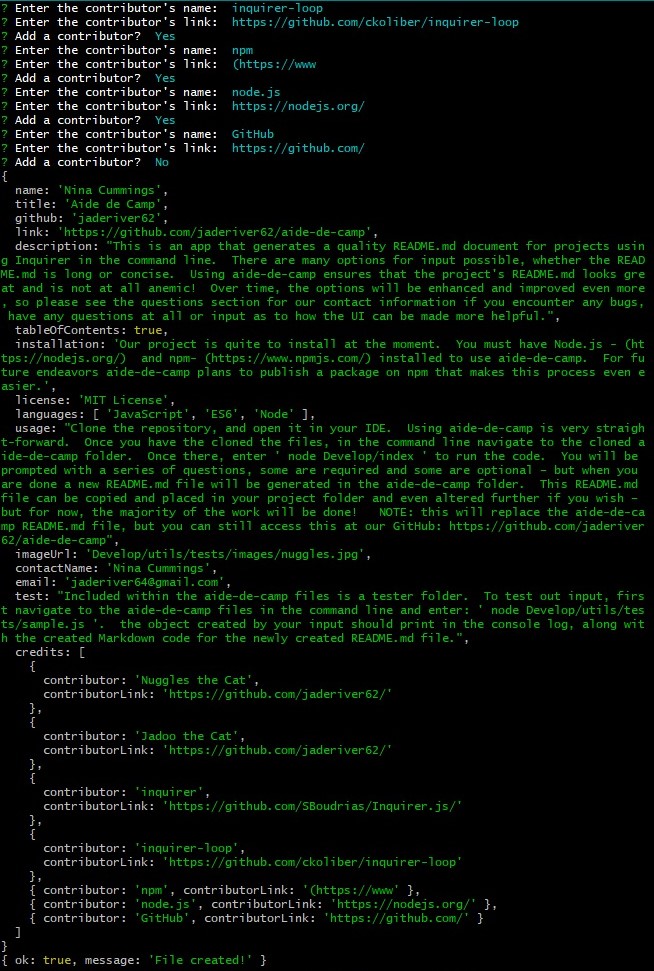 ? Enter the contributor's name:  inquirer-loop
? Enter the contributor's link:  https://github.com/ckoliber/inquirer-loop
? Add a contributor?  Yes
? Enter the contributor's name:  npm
? Enter the contributor's link:  (https://www
? Add a contributor?  Yes
? Enter the contributor's name:  node.js
? Enter the contributor's link:  https://nodejs.org/
? Add a contributor?  Yes
? Enter the contributor's name:  GitHub
? Enter the contributor's link:  https://github.com/
? Add a contributor?  No
{
  name: 'Nina Cummings',
  title: 'Aide de Camp',
  github: 'jaderiver62',
  link: 'https://github.com/jaderiver62/aide-de-camp',
  description: "This is an app that generates a quality README.md document for projects usin
g Inquirer in the command line.  There are many options for input possible, whether the READ
ME.md is long or concise.  Using aide-de-camp ensures that the project's README.md looks gre
at and is not at all anemic!  Over time, the options will be enhanced and improved even more
, so please see the questions section for our contact information if you encounter any bugs,
 have any questions at all or input as to how the UI can be made more helpful.",
  tableOfContents: true,
  installation: 'Our project is quite to install at the moment.  You must have Node.js - (ht
tps://nodejs.org/)  and npm- (https://www.npmjs.com/) installed to use aide-de-camp.  For fu
ture endeavors aide-de-camp plans to publish a package on npm that makes this process even e
asier.',
  license: 'MIT License',
  languages: [ 'JavaScript', 'ES6', 'Node' ],
  usage: "Clone the repository, and open it in your IDE.  Using aide-de-camp is very straigh
t-forward.  Once you have the cloned the files, in the command line navigate to the cloned a
ide-de-camp folder.  Once there, enter ' node Develop/index ' to run the code.  You will be 
prompted with a series of questions, some are required and some are optional - but when you 
are done a new README.md file will be generated in the aide-de-camp folder.  This README.md 
file can be copied and placed in your project folder and even altered further if you wish - 
but for now, the majority of the work will be done!   NOTE: this will replace the aide-de-ca
mp README.md file, but you can still access this at our GitHub: https://github.com/jaderiver
62/aide-de-camp",
  imageUrl: 'Develop/utils/tests/images/nuggles.jpg',
  contactName: 'Nina Cummings',
  email: 'jaderiver64@gmail.com',
  test: "Included within the aide-de-camp files is a tester folder.  To test out input, firs
t navigate to the aide-de-camp files in the command line and enter: ' node Develop/utils/tes
ts/sample.js '.  the object created by your input should print in the console log, along wit
h the created Markdown code for the newly created README.md file.",
  credits: [
    {
      contributor: 'Nuggles the Cat',
      contributorLink: 'https://github.com/jaderiver62/'
    },
    {
      contributor: 'Jadoo the Cat',
      contributorLink: 'https://github.com/jaderiver62/'
    },
    {
      contributor: 'inquirer',
      contributorLink: 'https://github.com/SBoudrias/Inquirer.js/'
    },
    {
      contributor: 'inquirer-loop',
      contributorLink: 'https://github.com/ckoliber/inquirer-loop'
    },
    { contributor: 'npm', contributorLink: '(https://www' },
    { contributor: 'node.js', contributorLink: 'https://nodejs.org/' },
    { contributor: 'GitHub', contributorLink: 'https://github.com/' }
  ]
}
{ ok: true, message: 'File created!' }